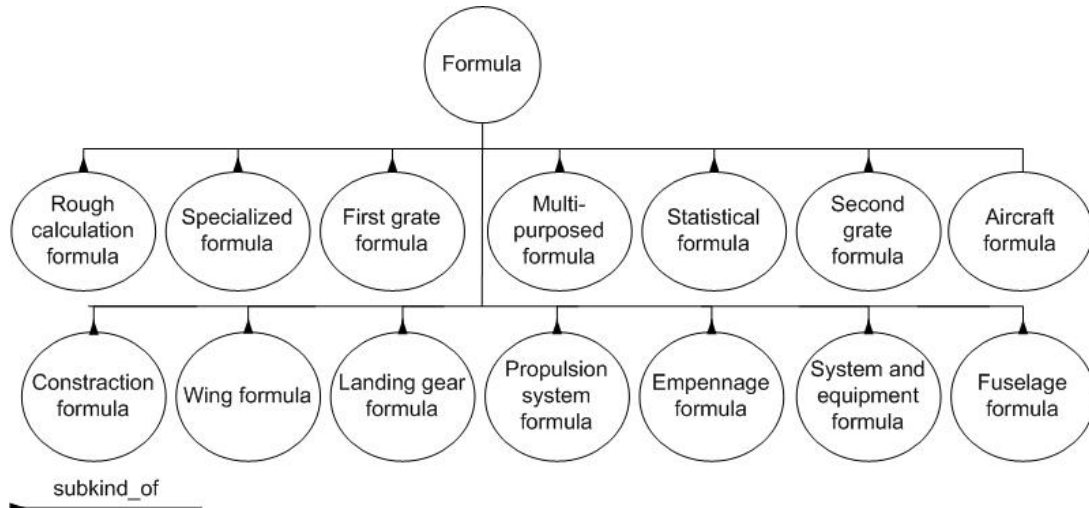 Formula
Rough
calculation
formula
Specialized
formula
First grate
formula
Multi-
purposed
formula
Statistical
formula
Second
grate
formula
Aircraft
formula
Constraction
formula
Wing formula
Landing gear
formula
Propulsion
system
formula
Empennage
formula
System and
equipment
formula
Fuselage
formula
subkind_of